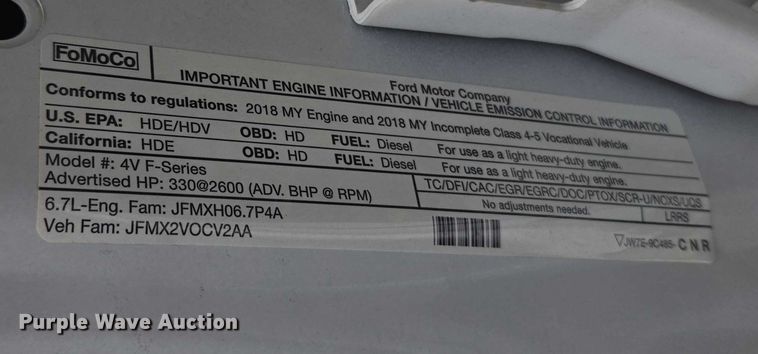 FoMoCo
Ford Motor Company
IMPORTANT ENGINE INFORMATION / VEHICLE EMISSION CONTROL INFORMATION
Conforms to regulations: 2018 MY Engine and 2018 MY Incomplete Class 4-5 Vocational Vehicle
U.S. EPA: HDE/HDV OBD: HD FUEL: Diesel For use as a light heavy-duty engine.
California: HDE OBD: HD FUEL: Diesel For use as a light heavy-duty engine.
Model #: 4V F-Series
Advertised HP: 330@2600 (ADV. BHP @ RPM) TC/DFI/CAC/EGR/EGRC/DOC/PTOX/SCR-U/NOXS/UQS
6.7L-Eng. Fam: JFMXH06.7P4A No adjustments needed. LRRS
Veh Fam: JFMX2VOCV2AA JW7E-9C485- C N R
Purple Wave Auction